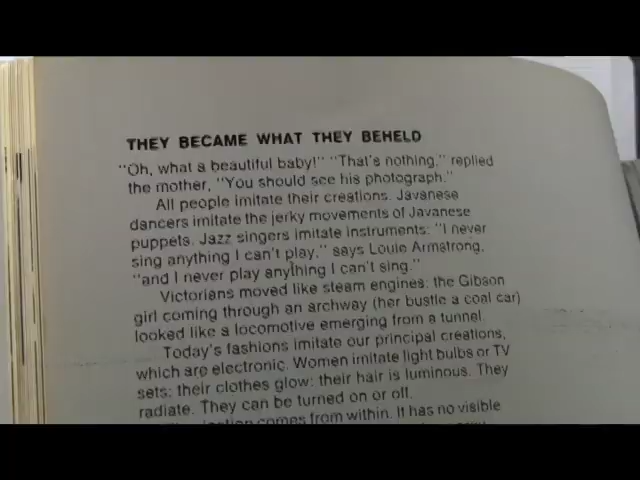 THEY BECAME WHAT THEY BEHELD
"Oh, what a beautiful baby!" "That's nothing," replied
the mother, "You should see his photograph."
All people imitate their creations. Javanese
dancers imitate the jerky movements of Javanese
puppets. Jazz singers imitate instruments: "I never
sing anything I can't play," says Louie Armstrong,
"and I never play anything I can't sing."
Victorians moved like steam engines: the Gibson
girl coming through an archway (her bustle a coal car)
looked like a locomotive emerging from a tunnel.
Today's fashions imitate our principal creations,
which are electronic. Women imitate light bulbs or TV
sets: their clothes glow: their hair is luminous. They
radiate. They can be turned on or off.
comes from within. It has no visible